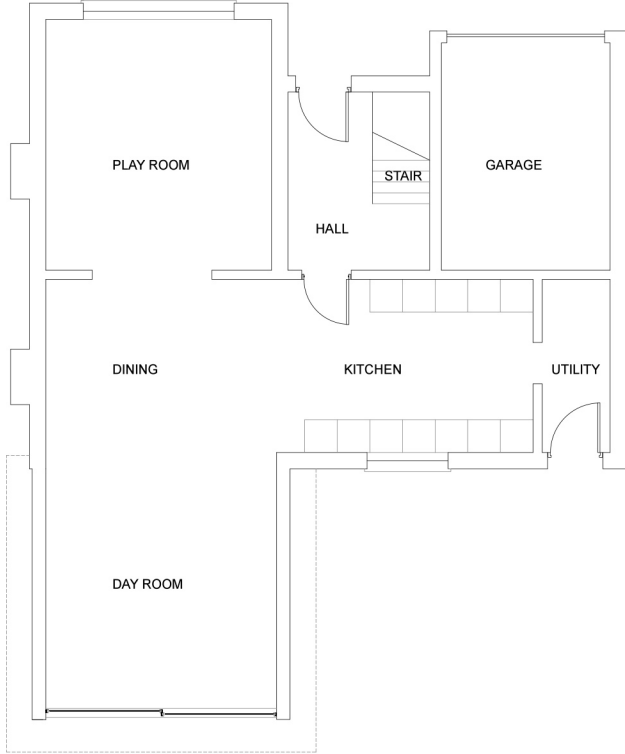 PLAY ROOM
GARAGE
STAIR
HALL
DINING
KITCHEN
UTILITY
DAY ROOM